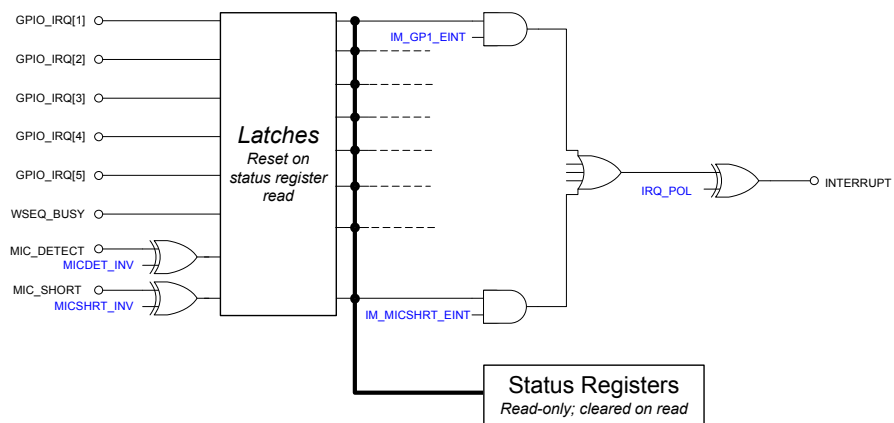 GPIO_IRQ[1]
IM_GP1_EINT
GPIO_IRQ[2]
GPIO_IRQ[3]
GPIO_IRQ[4]
GPIO_IRQ[5]
WSEQ_BUSY
MIC_DETECT
MICDET_INV
MIC_SHORT
MICSHRT_INV
Latches
Reset on
status register
read
IRQ_POL
INTERRUPT
IM_MICSHRT_EINT
Status Registers
Read-only; cleared on read